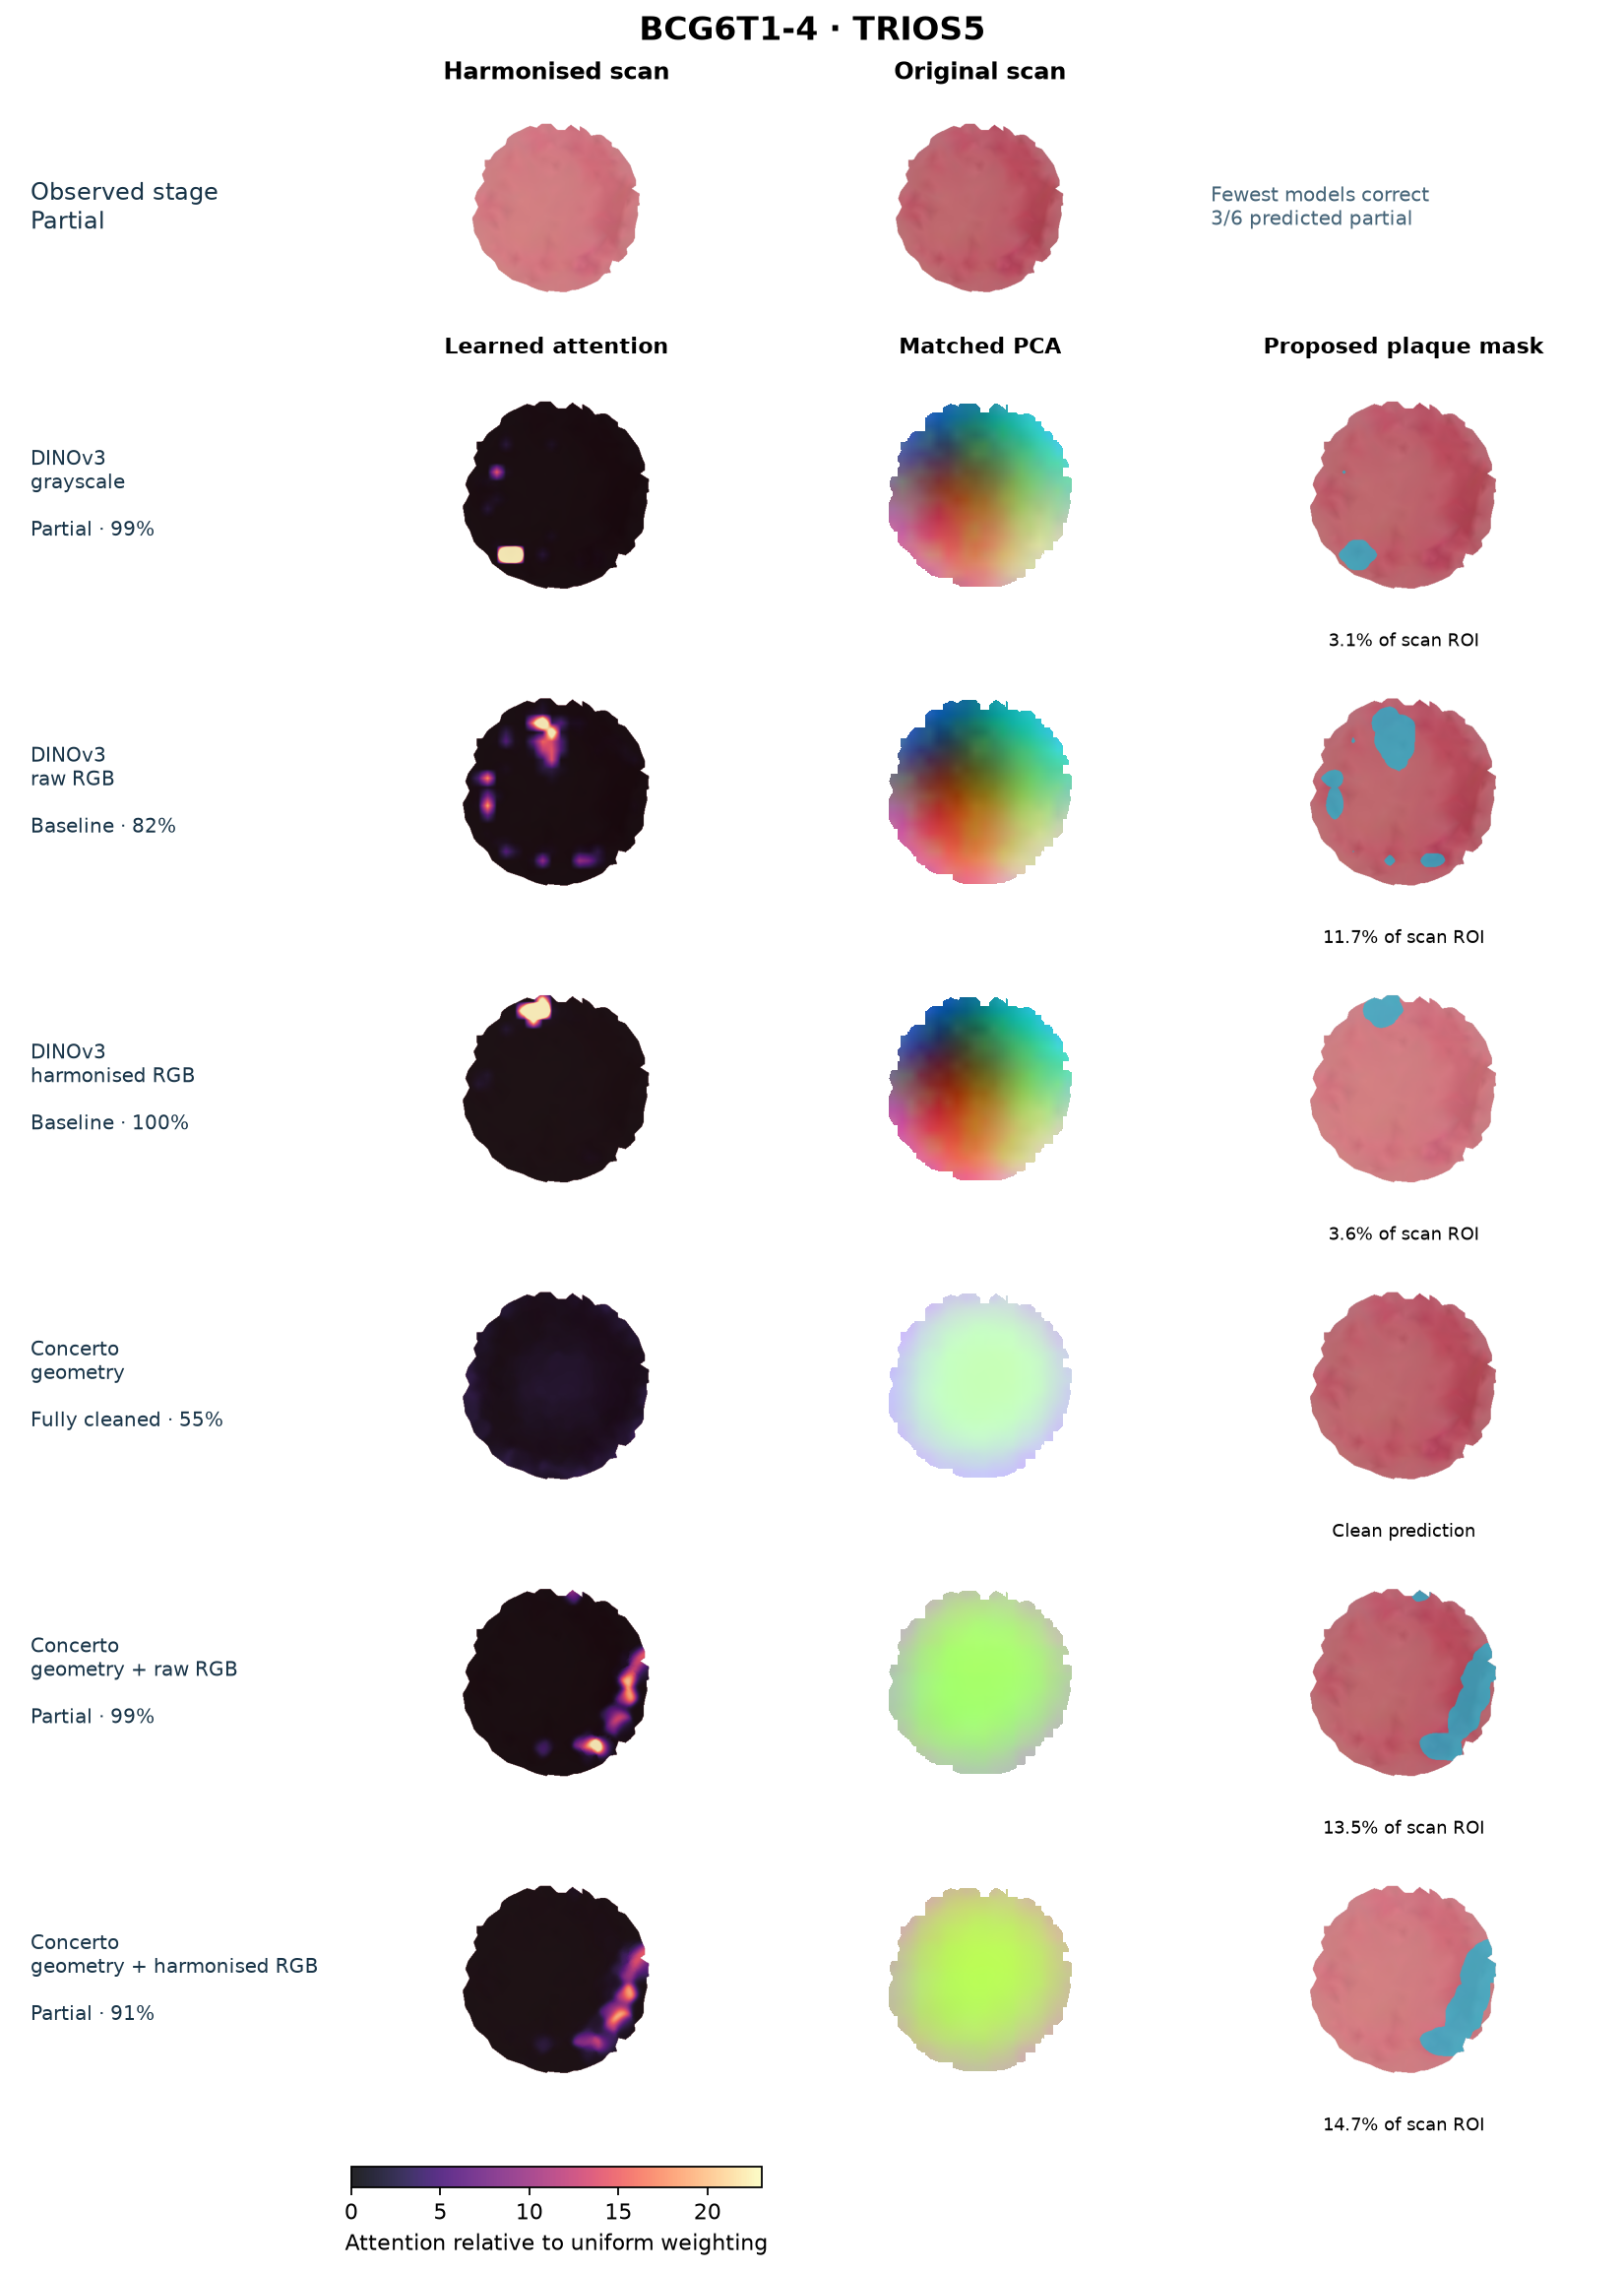 BCG6T1-4 · TRIOS5
Harmonised scan
Original scan
Observed stage
Partial
Fewest models correct
3/6 predicted partial
Learned attention
Matched PCA
Proposed plaque mask
DINOv3
grayscale
Partial · 99%
3.1% of scan ROI
DINOv3
raw RGB
Baseline · 82%
11.7% of scan ROI
DINOv3
harmonised RGB
Baseline · 100%
3.6% of scan ROI
Concerto
geometry
Fully cleaned · 55%
Clean prediction
Concerto
geometry + raw RGB
Partial · 99%
13.5% of scan ROI
Concerto
geometry + harmonised RGB
Partial · 91%
14.7% of scan ROI
0 5 10 15 20
Attention relative to uniform weighting